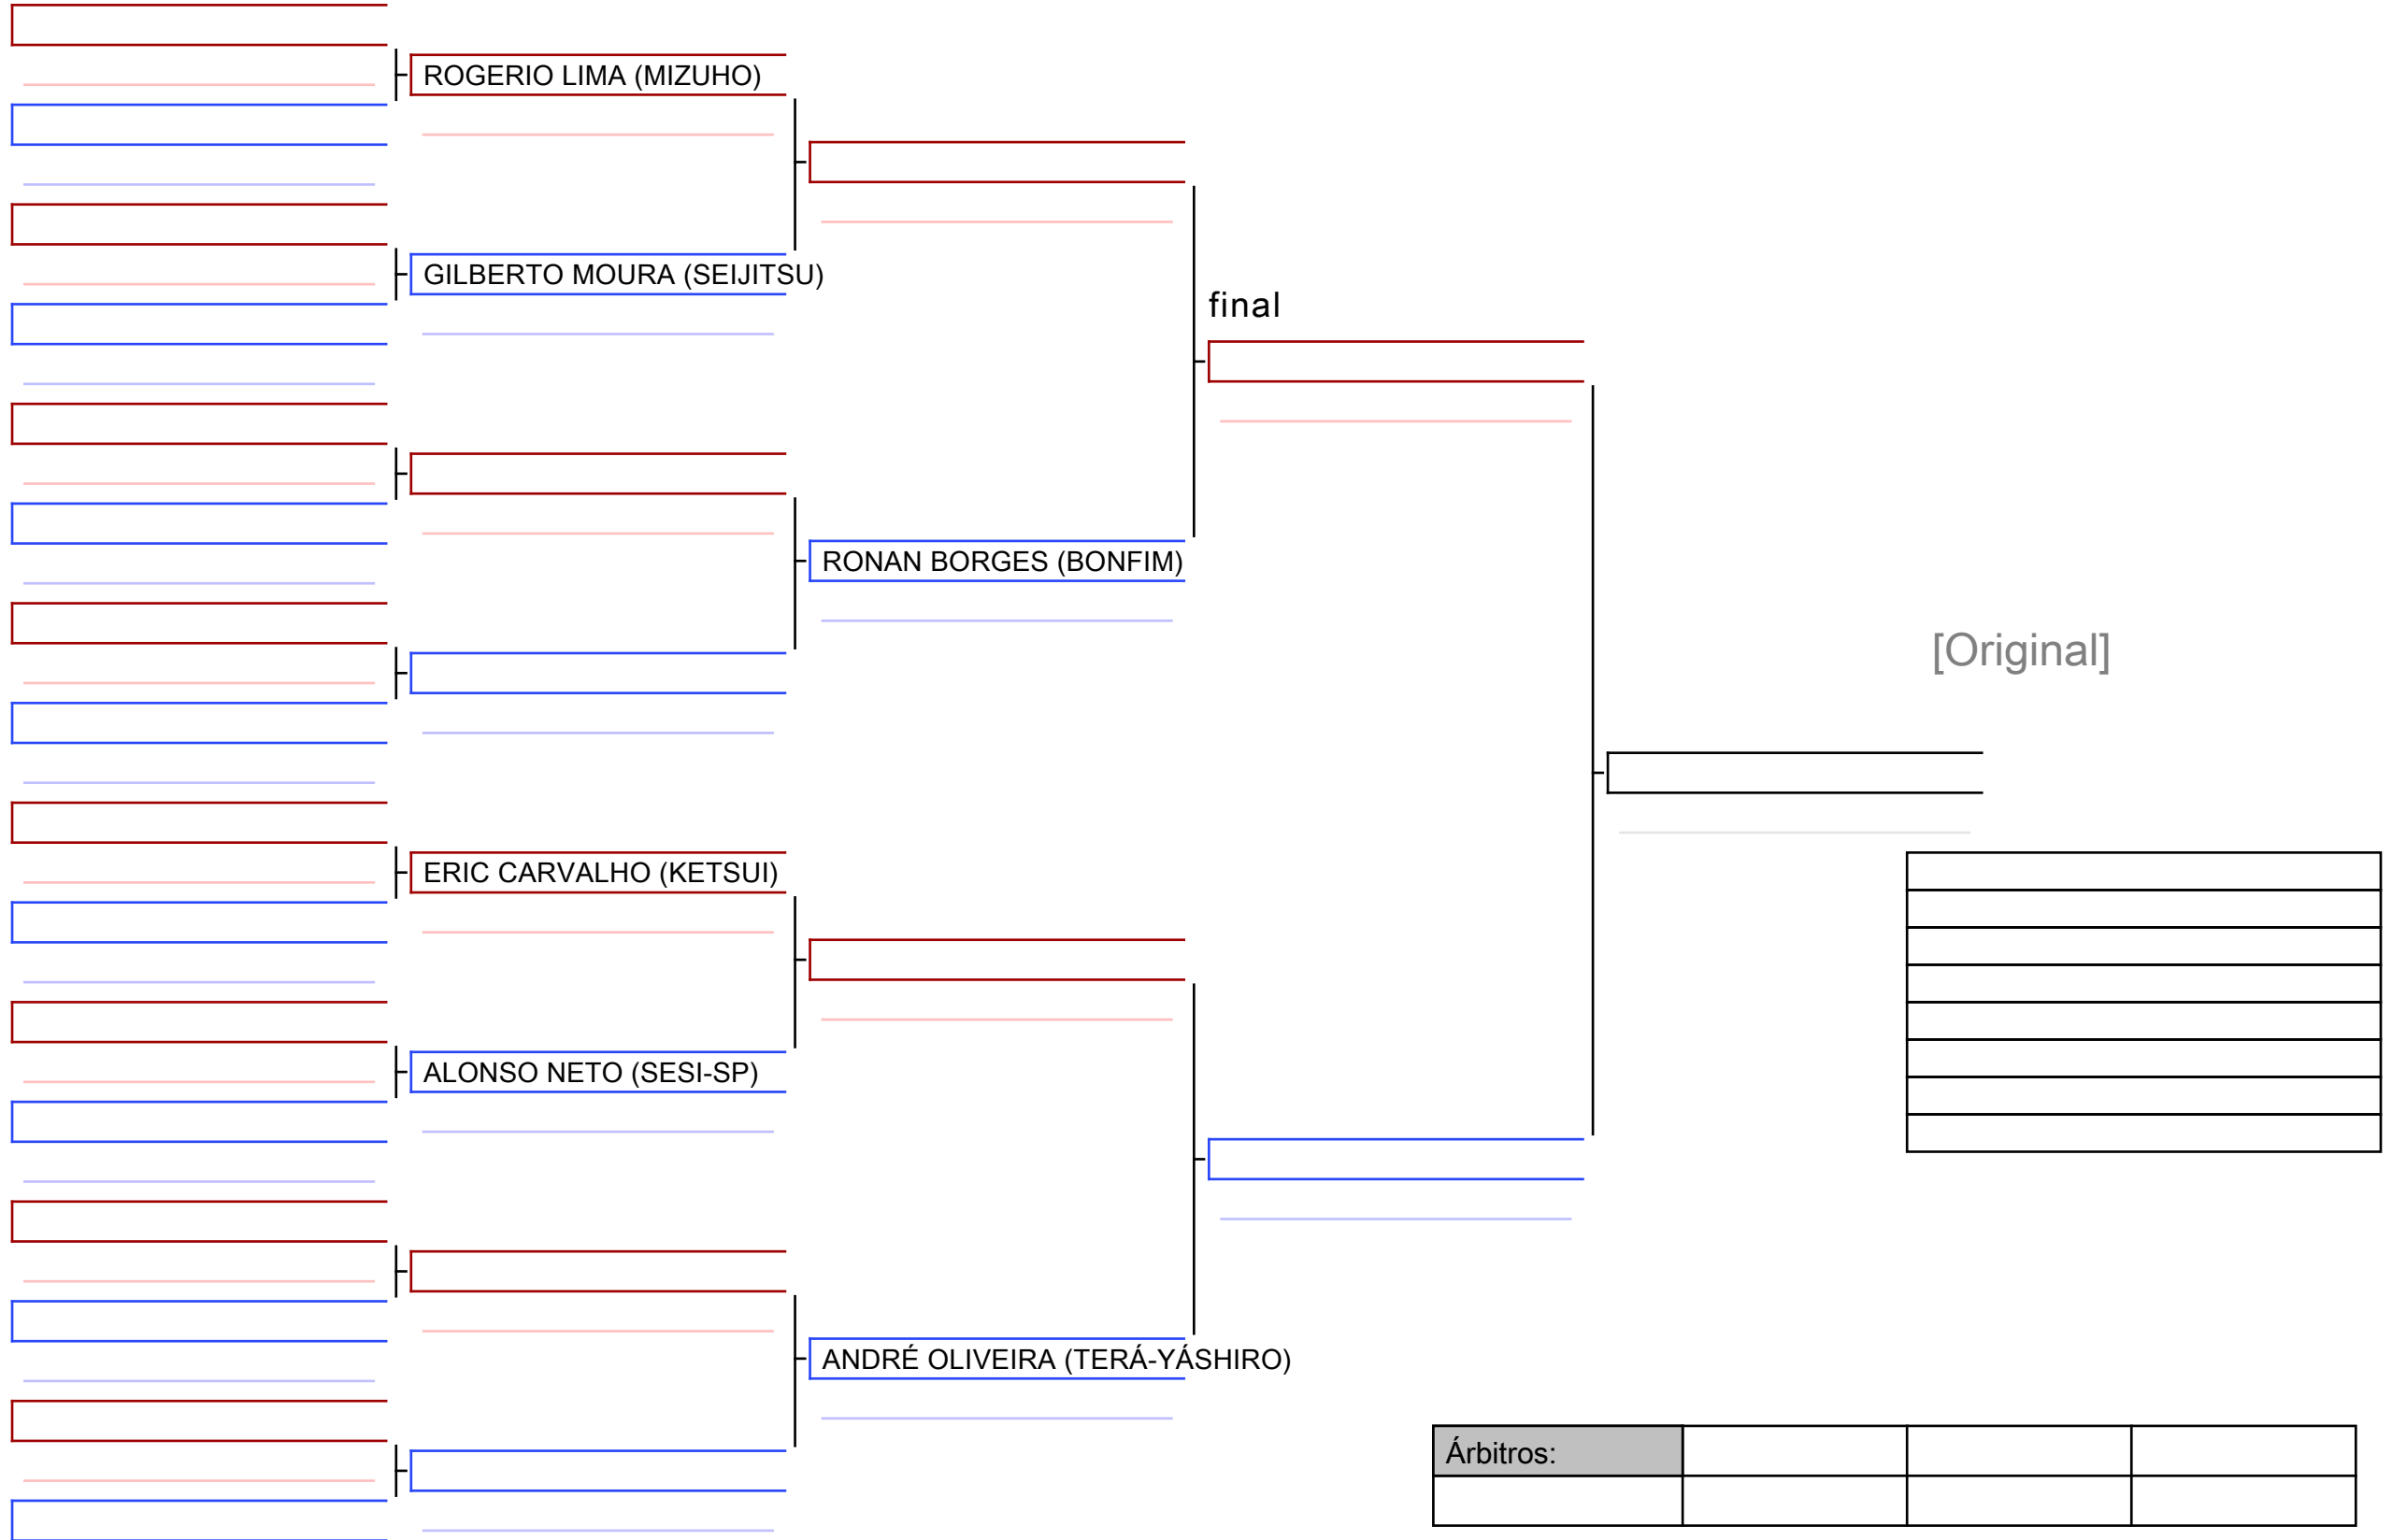 ROGERIO LIMA (MIZUHO)
GILBERTO MOURA (SEIJITSU)
final
RONAN BORGES (BONFIM)
[Original]
ERIC CARVALHO (KETSUI)
ALONSO NETO (SESI-SP)
ANDRÉ OLIVEIRA (TERÁ-YÁSHIRO)
Árbitros: